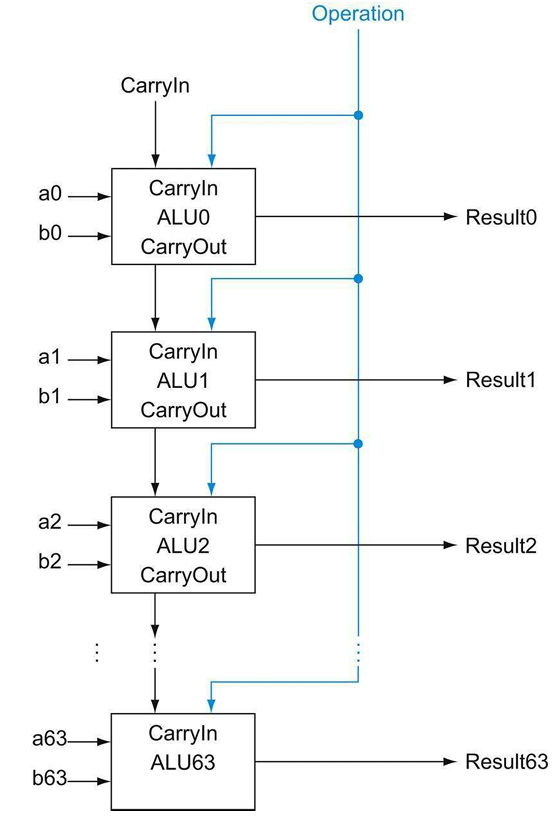 Operation
CarryIn
a0
b0
CarryIn
ALU0
CarryOut
Result0
a1
b1
CarryIn
ALU1
CarryOut
Result1
a2
b2
CarryIn
ALU2
CarryOut
Result2
a63
b63
CarryIn
ALU63
Result63